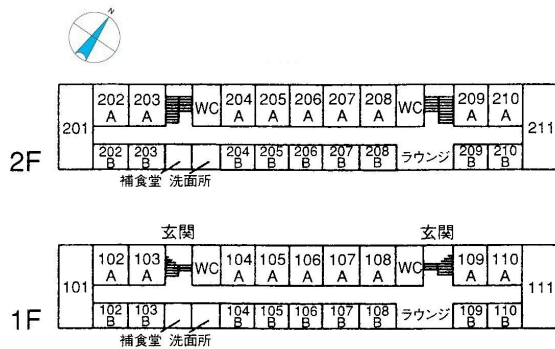 N
202 A 203 A WC 204 A 205 A 206 A 207 A 208 A WC 209 A 210 A
201 211
2F
202 B 203 B 204 B 205 B 206 B 207 B 208 B ラウンジ 209 B 210 B
補食堂 洗面所
玄関 玄関
102 A 103 A WC 104 A 105 A 106 A 107 A 108 A WC 109 A 110 A
101 111
1F
102 B 103 B 104 B 105 B 106 B 107 B 108 B ラウンジ 109 B 110 B
補食堂 洗面所